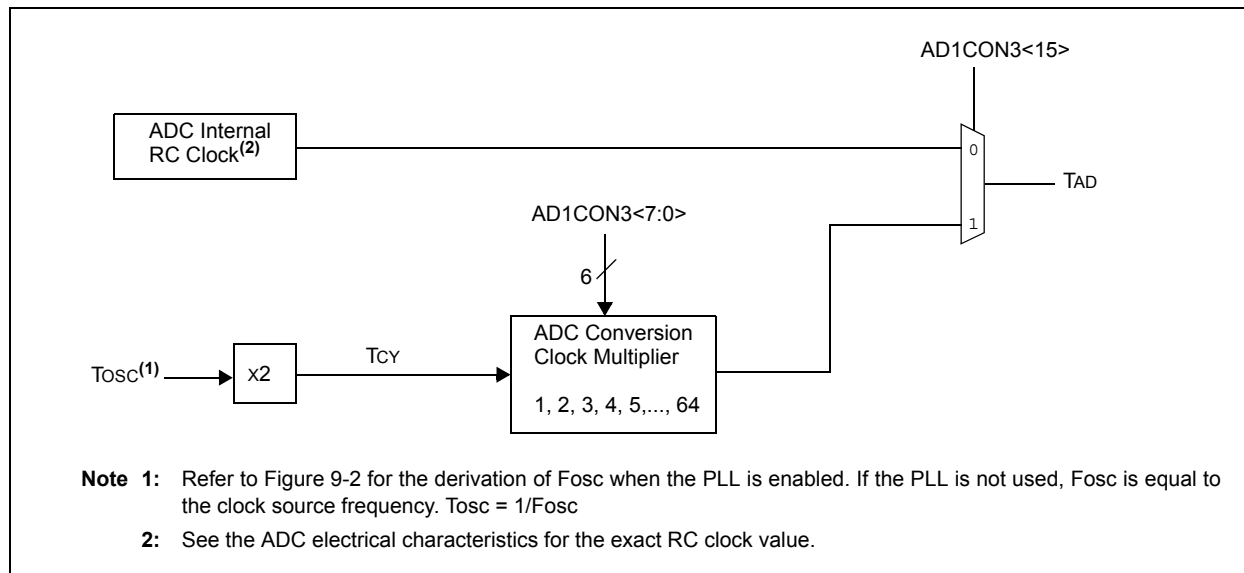 AD1CON3<15>
ADC Internal
RC Clock(2)
0
TAD
AD1CON3<7:0>
1
6
ADC Conversion
Clock Multiplier
TOSC(1)
X2
TCY
1, 2, 3, 4, 5,..., 64
Note 1: Refer to Figure 9-2 for the derivation of Fosc when the PLL is enabled. If the PLL is not used, Fosc is equal to
the clock source frequency. Tosc = 1/Fosc
2: See the ADC electrical characteristics for the exact RC clock value.